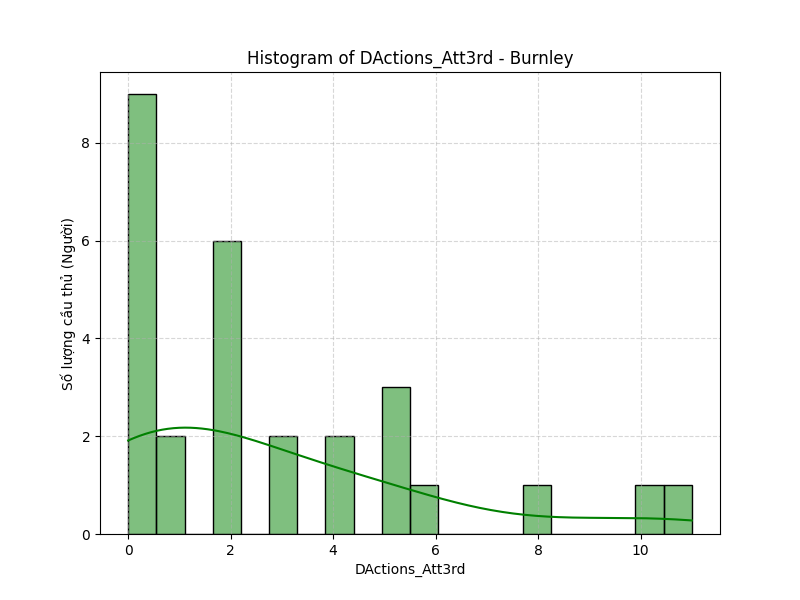 Histogram of DActions_Att3rd - Burnley
Số lượng cầu thủ (Người)
8
6
4
2
0
0 2 4 6 8 10
DActions_Att3rd